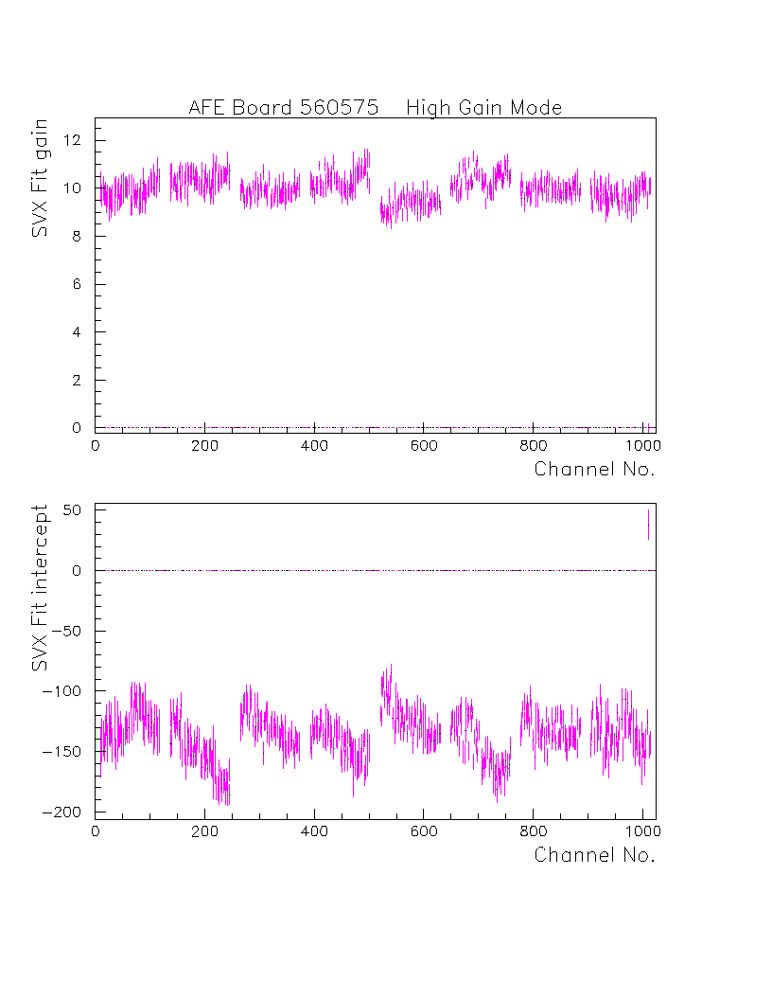 AFE Board 560575 High Gain Mode
SVX Fit gain
12
10
8
6
4
2
0
0 200 400 600 800 1000
Channel No.
SVX Fit intercept
50
0
-50
-100
-150
-200
0 200 400 600 800 1000
Channel No.